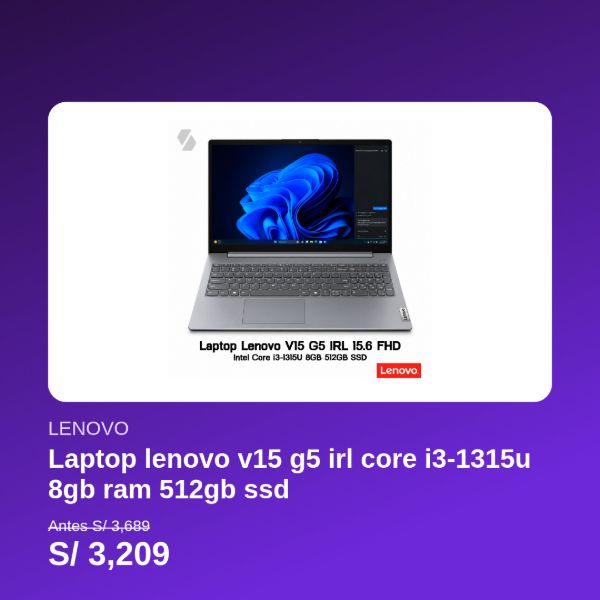 Laptop Lenovo V15 G5 IRL 15.6 FHD
Intel Core i3-1315U 8GB 512GB SSD
Lenovo
LENOVO
Laptop lenovo v15 g5 irl core i3-1315u
8gb ram 512gb ssd
Antes S/ 3,689
S/ 3,209